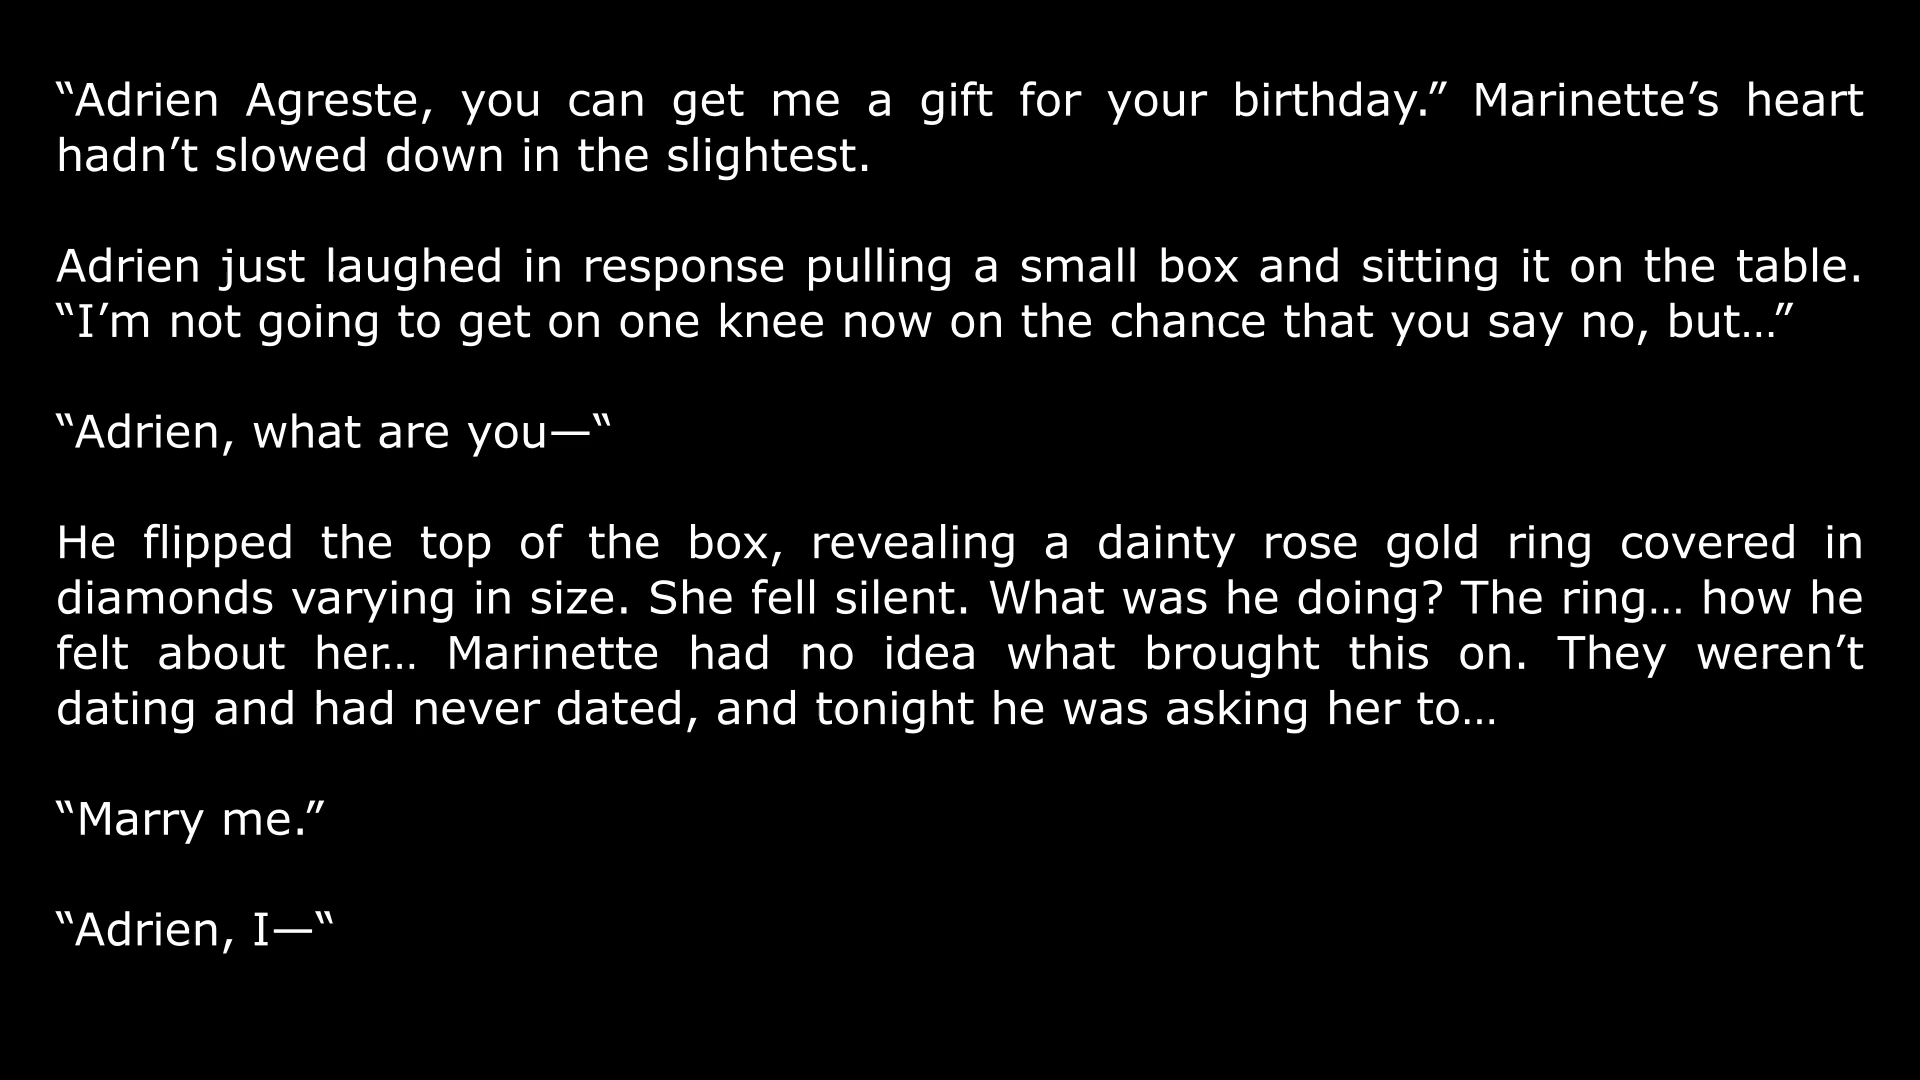 “Adrien Agreste, you can get me a gift for your birthday.” Marinette’s heart
hadn’t slowed down in the slightest.
Adrien just laughed in response pulling a small box and sitting it on the table.
“I’m not going to get on one knee now on the chance that you say no, but…”
“Adrien, what are you—“
He flipped the top of the box, revealing a dainty rose gold ring covered in
diamonds varying in size. She fell silent. What was he doing? The ring… how he
felt about her… Marinette had no idea what brought this on. They weren’t
dating and had never dated, and tonight he was asking her to…
“Marry me.”
“Adrien, I—“